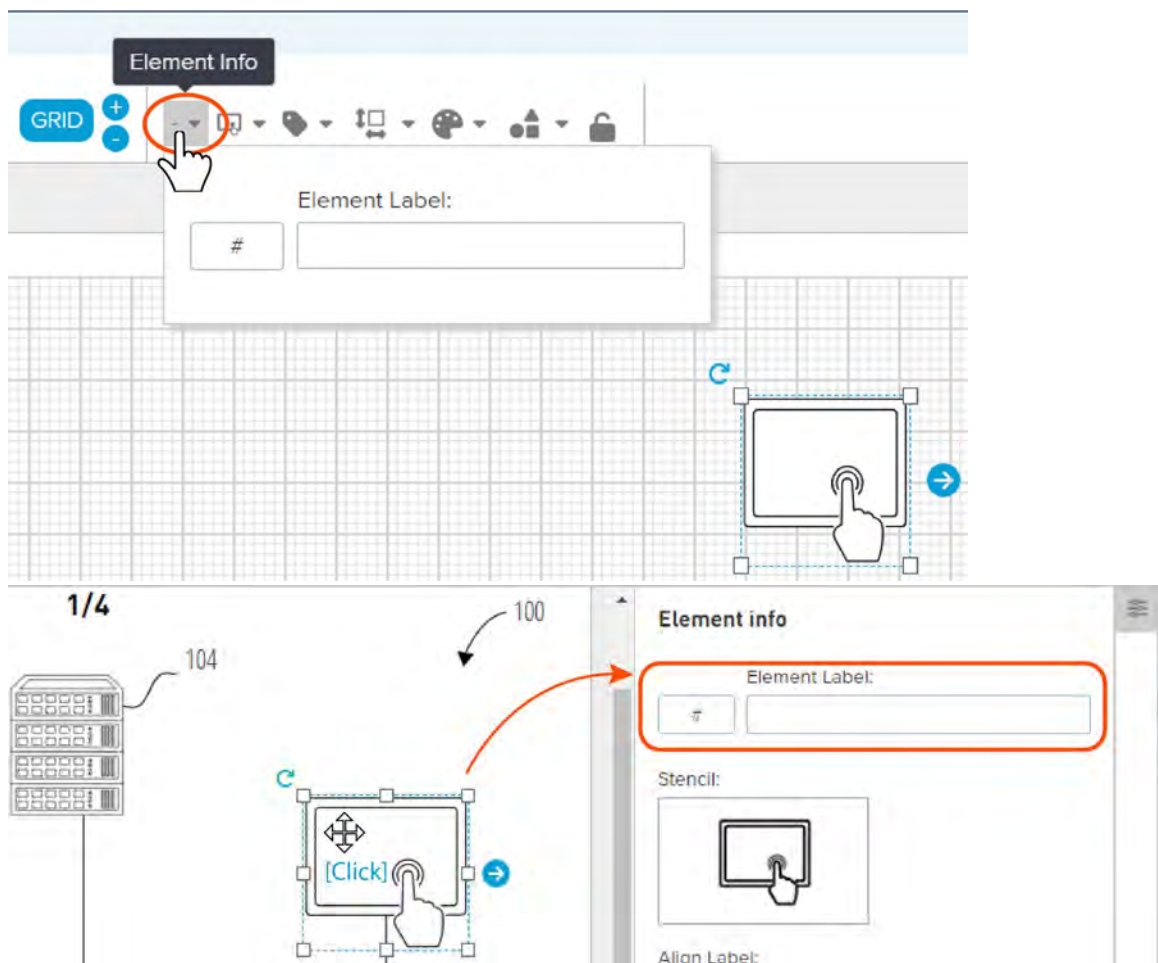 Element Info
GRID
+
-
-
Element Label:
#
1/4
100
104
[Click]
Element info
Element Label:
#
Stencil:
Align Label: